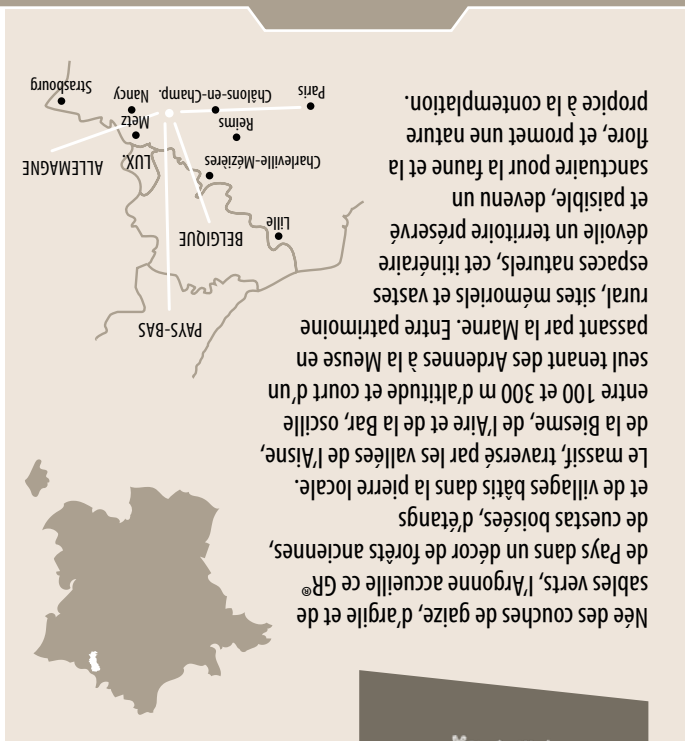 Née des couches de gaize, d'argile et de
sables verts, l'Argonne accueille ce GR®
de Pays dans un décor de forêts anciennes,
de cuestas boisées, d'étangs
et de villages bâtis dans la pierre locale.
Le massif, traversé par les vallées de l'Aisne,
de la Biesme, de l'Aire et de la Bar, oscille
entre 100 et 300 m d'altitude et court d'un
seul tenant des Ardennes à la Meuse en
passant par la Marne. Entre patrimoine
rural, sites mémoriels et vastes
espaces naturels, cet itinéraire
dévoile un territoire préservé
et paisible, devenu un
sanctuaire pour la faune et la
flore, et promet une nature
propice à la contemplation.
PAYS-BAS
BELGIQUE
Lille
ALLEMAGNE
LUX.
Charleville-Mézières
Reims
Metz
Paris
Châlons-en-Champ.
Nancy
Strasbourg